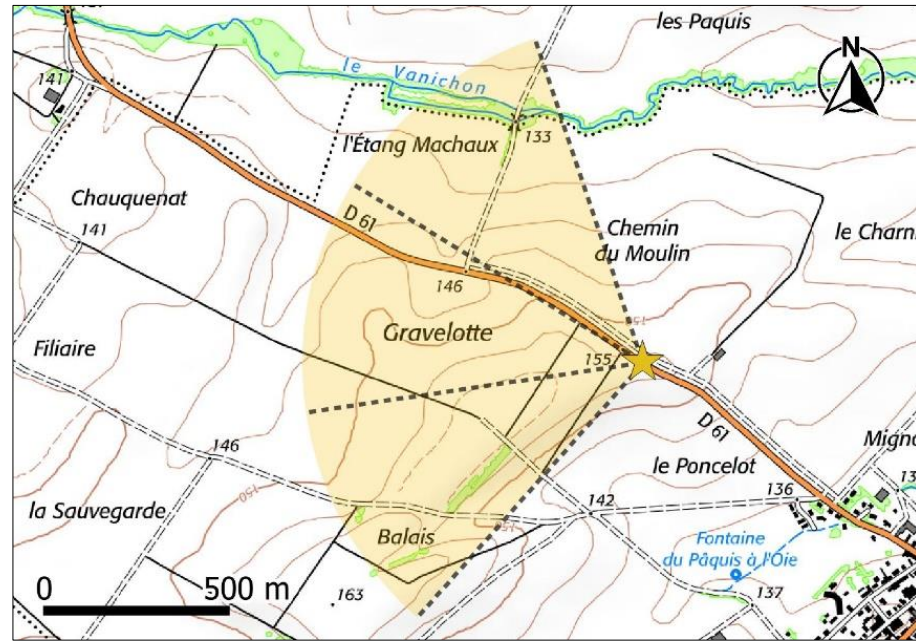 les Paquis
N
141
le Vanichon
133
l'Étang Machaux
Chauquenat
D 61
Chemin
du Moulin
le Charn
141
146
Gravelotte
Filiaire
155
D 61
146
le Poncelot
Migno
150
la Sauvegarde
142
136
13
Balais
Fontaine
du Pâquis à l'Oie
0 500 m
163
137